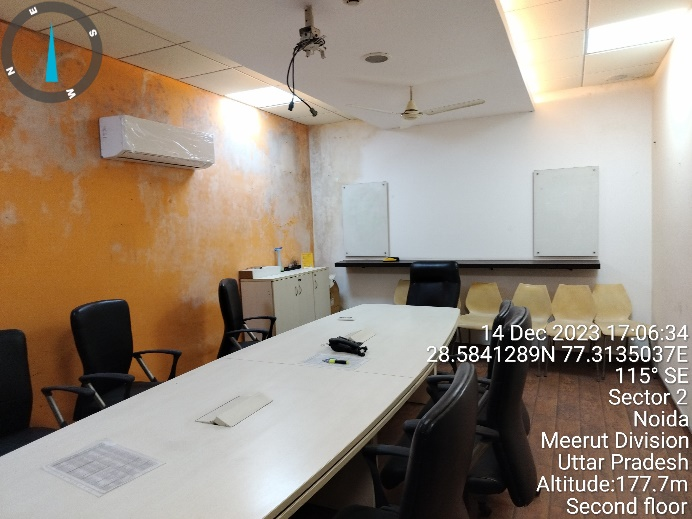 E
S
N
W
14 Dec 2023 17:06:34
28.5841289N 77.3135037E
115° SE
Sector 2
Noida
Meerut Division
Uttar Pradesh
Altitude:177.7m
Second floor